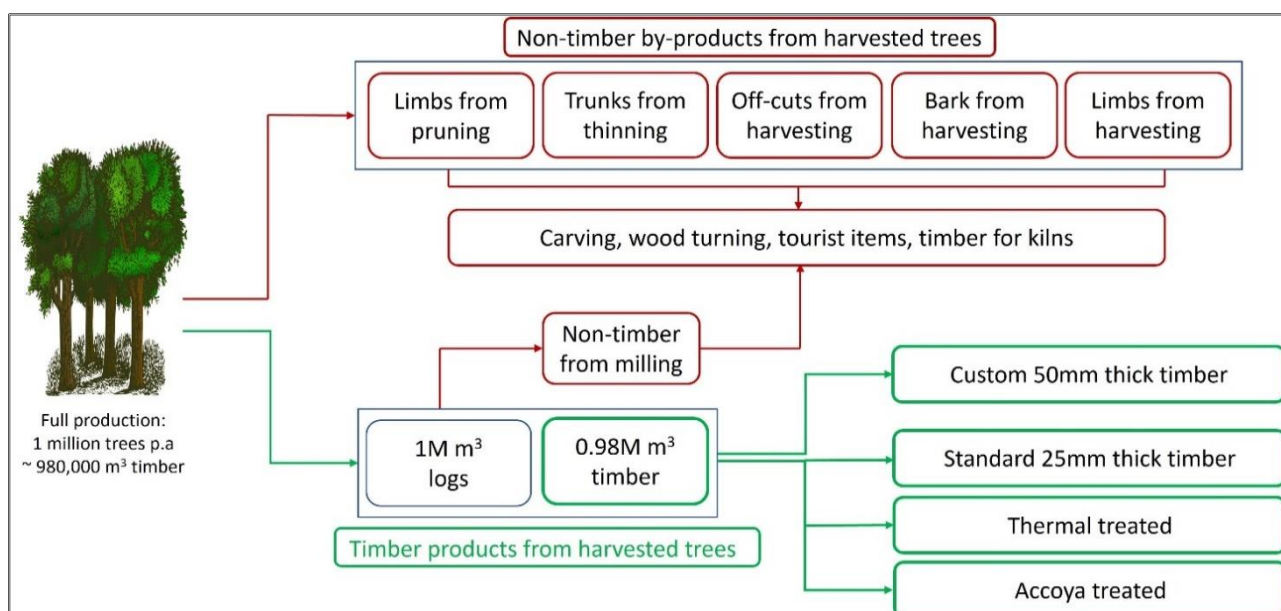 Non-timber by-products from harvested trees
Limbs from
pruning
Trunks from
thinning
Off-cuts from
harvesting
Bark from
harvesting
Limbs from
harvesting
Carving, wood turning, tourist items, timber for kilns
Non-timber
from milling
Full production:
1 million trees p.a
~ 980,000 m³ timber
1M m³
logs
0.98M m³
timber
Timber products from harvested trees
Custom 50mm thick timber
Standard 25mm thick timber
Thermal treated
Accoya treated